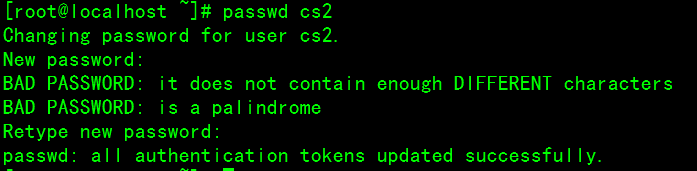 [root@localhost ~]# passwd cs2
Changing password for user cs2.
New password:
BAD PASSWORD: it does not contain enough DIFFERENT characters
BAD PASSWORD: is a palindrome
Retype new password:
passwd: all authentication tokens updated successfully.